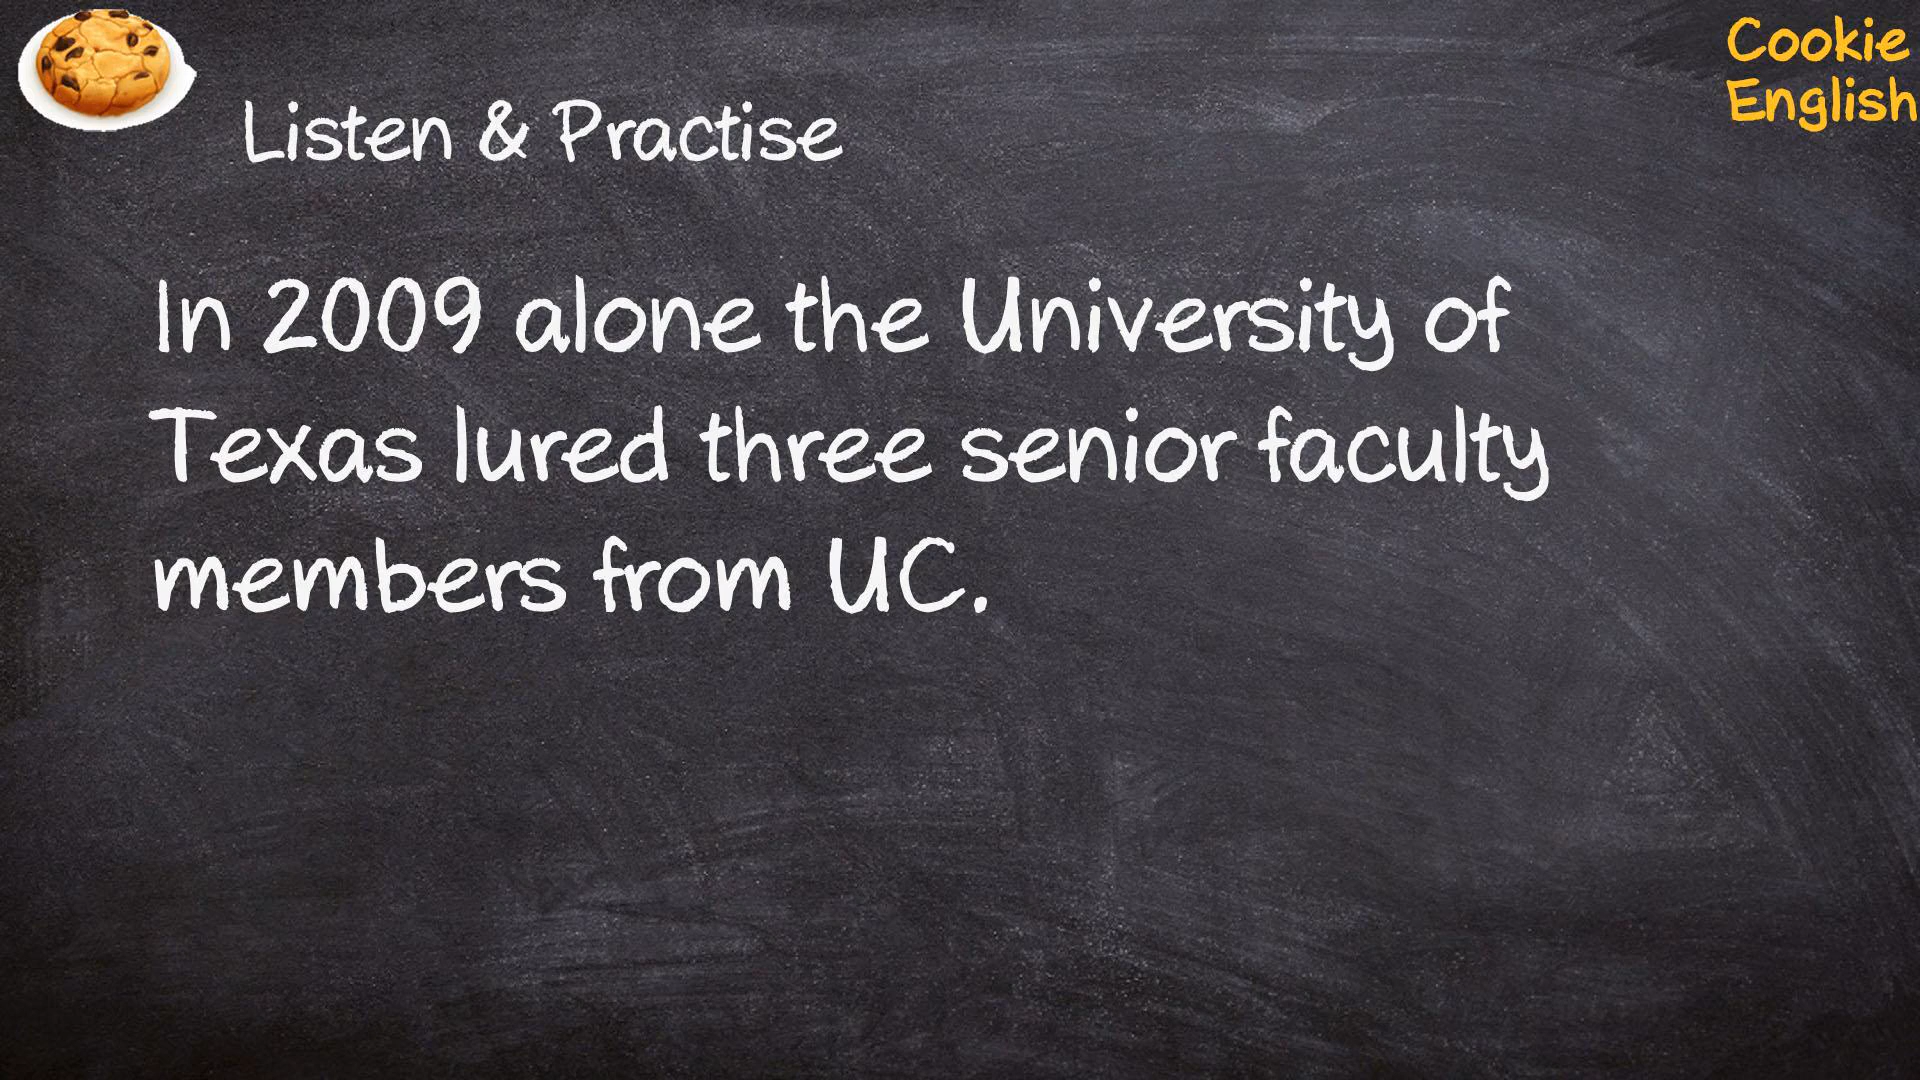 Cookie
English
Listen & Practise
In 2009 alone the University of
Texas lured three senior faculty
members from UC.